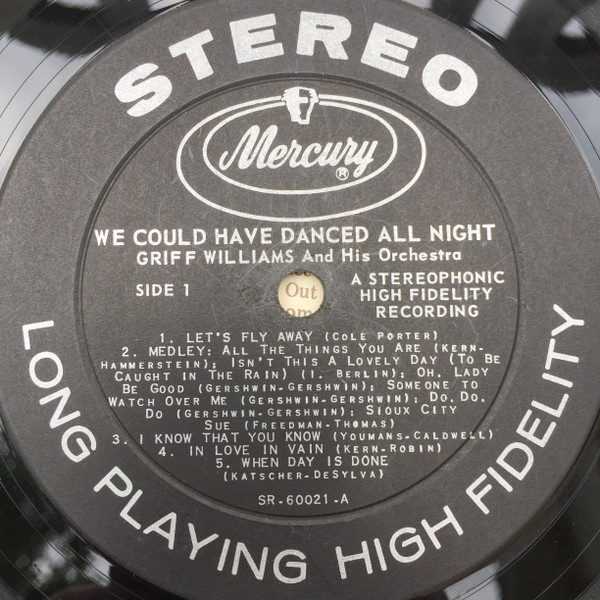 STEREO
Mercury
®
WE COULD HAVE DANCED ALL NIGHT
GRIFF WILLIAMS And His Orchestra
SIDE 1
Out
A STEREOPHONIC
HIGH FIDELITY
RECORDING
1. LET'S FLY AWAY (COLE PORTER)
2. MEDLEY: ALL THE THINGS YOU ARE (KERN-
HAMMERSTEIN); ISN'T THIS A LOVELY DAY (TO BE
CAUGHT IN THE RAIN) (I. BERLIN); OH, LADY
BE GOOD (GERSHWIN-GERSHWIN); SOMEONE TO
WATCH OVER ME (GERSHWIN-GERSHWIN); DO, DO,
DO (GERSHWIN-GERSHWIN); SIOUX CITY
SUE (FREEDMAN-THOMAS)
3. I KNOW THAT YOU KNOW (YOUMANS-CALDWELL)
4. IN LOVE IN VAIN (KERN-ROBIN)
5. WHEN DAY IS DONE
(KATSCHER-DESYLVA)
SR-60021-A
LONG PLAYING HIGH FIDELITY